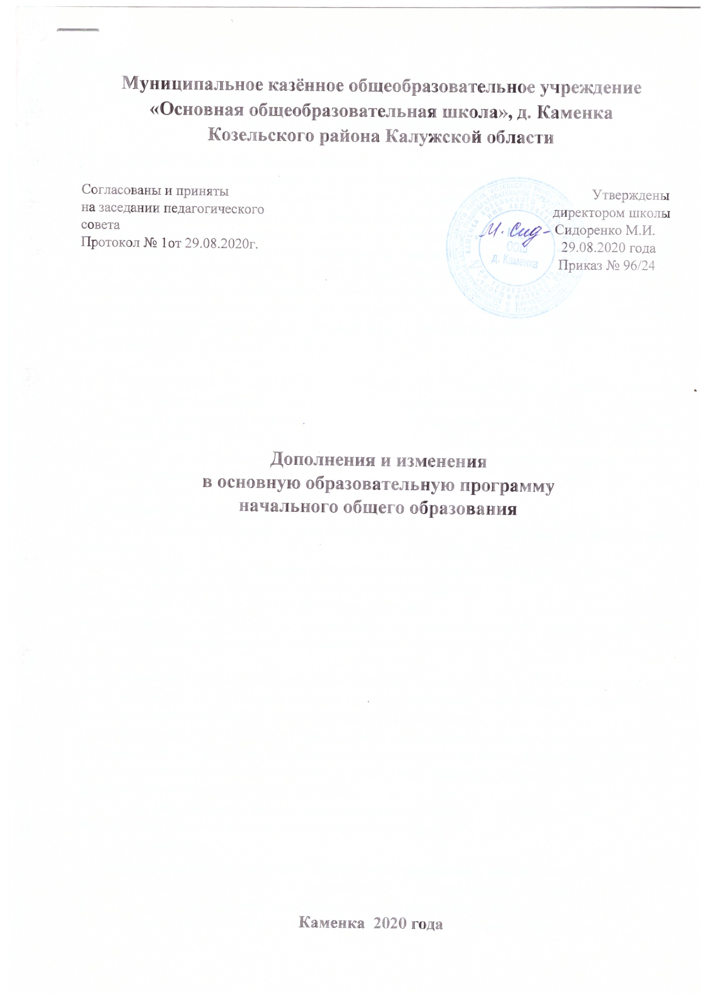 Муниципальное казённое общеобразовательное учреждение
«Основная общеобразовательная школа», д. Каменка
Козельского района Калужской области
Согласованы и приняты
на заседании педагогического
совета
Протокол № 1от 29.08.2020г.
Утверждены
директором школы
М. Сид- Сидоренко М.И.
29.08.2020 года
Приказ № 96/24
ООШ
д. Каменка
Дополнения и изменения
в основную образовательную программу
начального общего образования
Каменка 2020 года